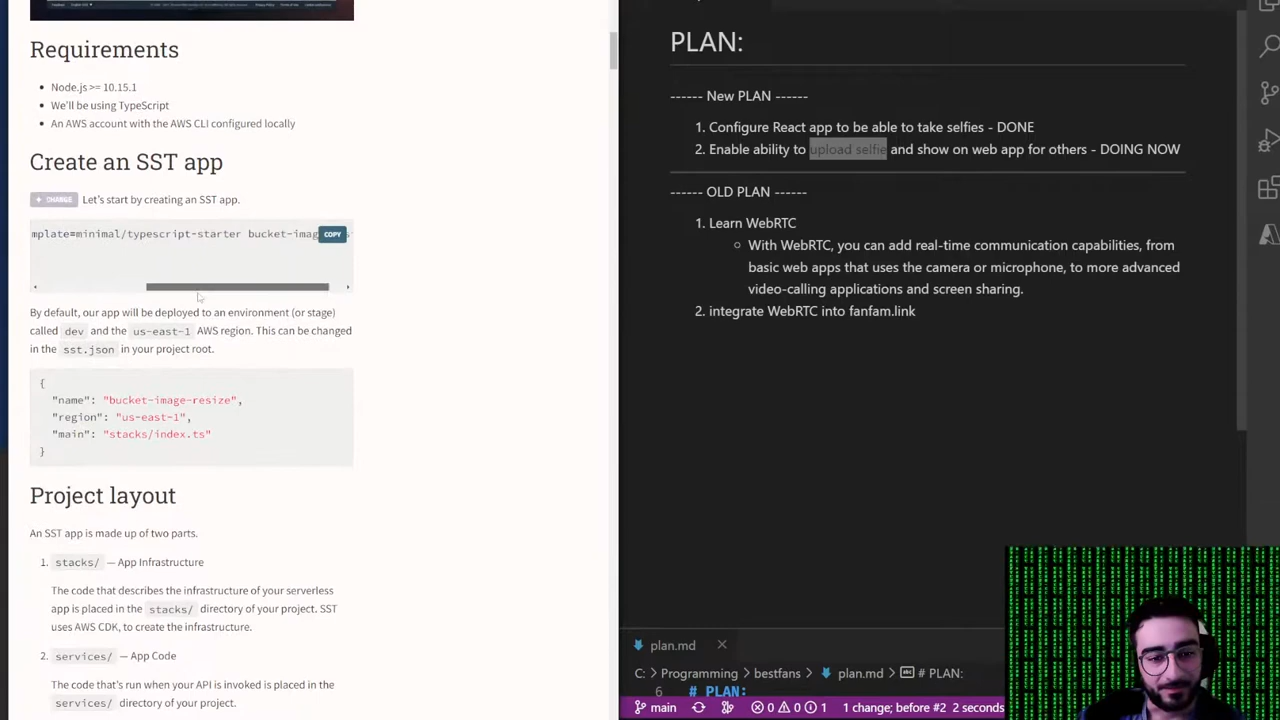 Requirements
Node.js >= 10.15.1
We'll be using TypeScript
An AWS account with the AWS CLI configured locally
Create an SST app
+ CHANGE Let's start by creating an SST app.
mplate=minimal/typescript-starter bucket-imag
COPY
By default, our app will be deployed to an environment (or stage)
called dev and the us-east-1 AWS region. This can be changed
in the sst.json in your project root.
{
"name": "bucket-image-resize",
"region": "us-east-1",
"main": "stacks/index.ts"
}
Project layout
An SST app is made up of two parts.
1. stacks/ — App Infrastructure
The code that describes the infrastructure of your serverless
app is placed in the stacks/ directory of your project. SST
uses AWS CDK, to create the infrastructure.
2. services/ — App Code
The code that's run when your API is invoked is placed in the
services/ directory of your project.
PLAN:
------ New PLAN ------
1. Configure React app to be able to take selfies - DONE
2. Enable ability to upload selfie and show on web app for others - DOING NOW
------ OLD PLAN ------
1. Learn WebRTC
With WebRTC, you can add real-time communication capabilities, from
basic web apps that uses the camera or microphone, to more advanced
video-calling applications and screen sharing.
2. integrate WebRTC into fanfam.link
plan.md
C: > Programming > bestfans > plan.md > # PLAN:
6 # PLAN:
main 0 0 1 1 change; before #2 2 seconds